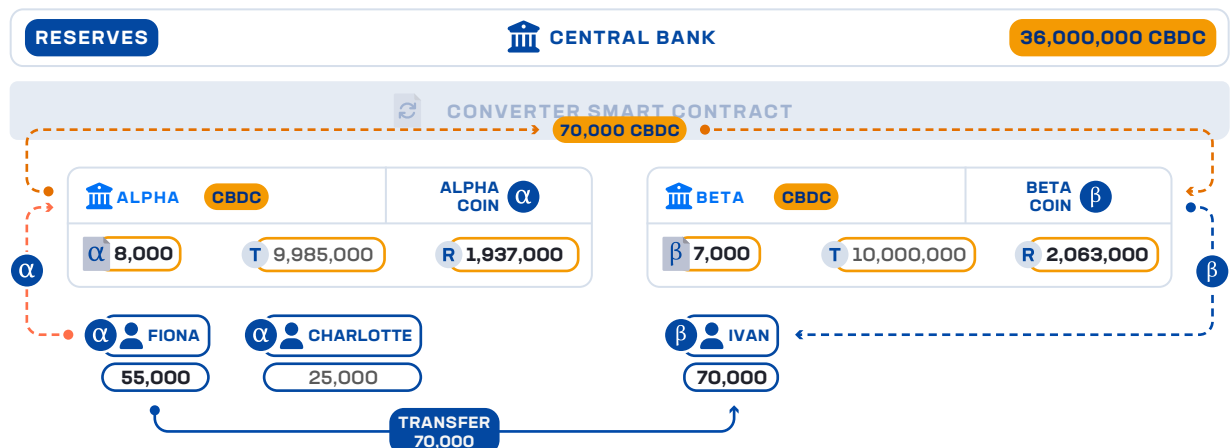 RESERVES
CENTRAL BANK
36,000,000 CBDC
CONVERTER SMART CONTRACT
70,000 CBDC
ALPHA
CBDC
ALPHA
COIN
α
BETA
CBDC
BETA
COIN
β
α 8,000
T 9,985,000
R 1,937,000
β 7,000
T 10,000,000
R 2,063,000
α
β
α FIONA
α CHARLOTTE
β IVAN
55,000
25,000
70,000
TRANSFER
70,000